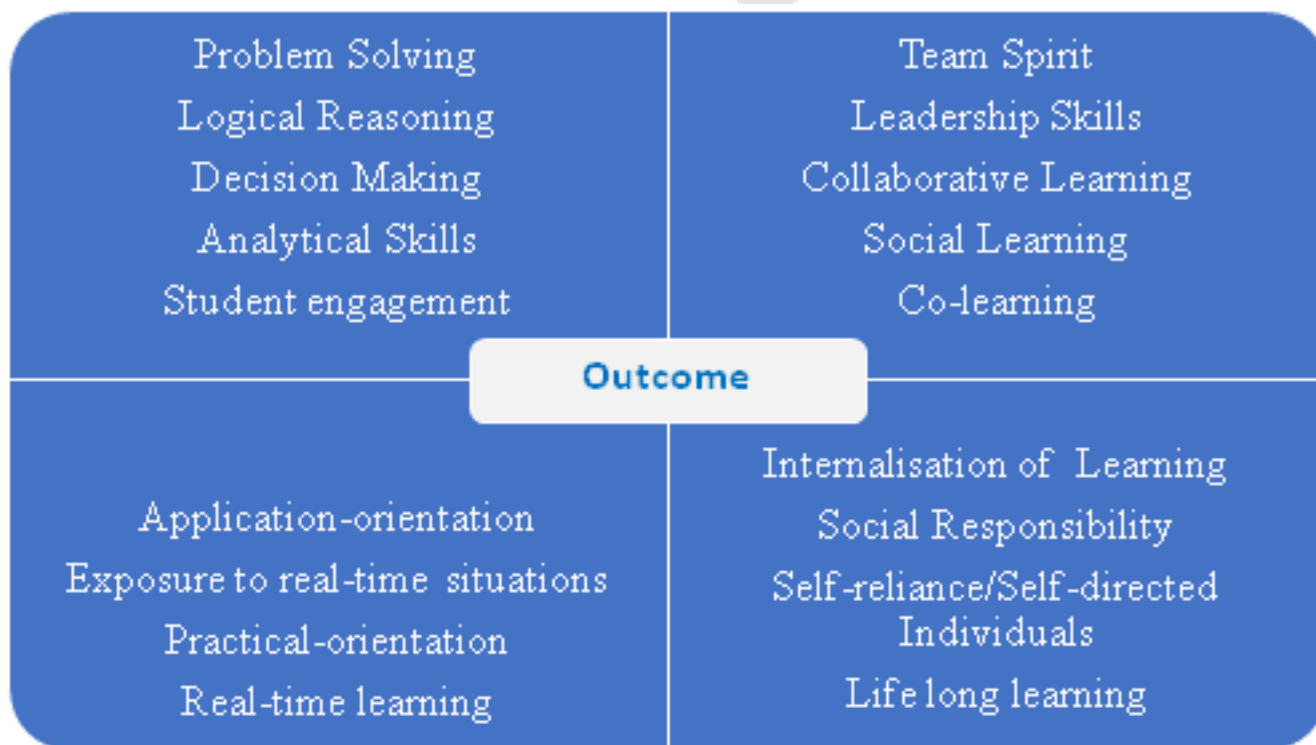 Problem Solving
Logical Reasoning
Decision Making
Analytical Skills
Student engagement
Team Spirit
Leadership Skills
Collaborative Learning
Social Learning
Co-learning
Outcome
Application-orientation
Exposure to real-time situations
Practical-orientation
Real-time learning
Internalisation of Learning
Social Responsibility
Self-reliance/Self-directed
Individuals
Life long learning